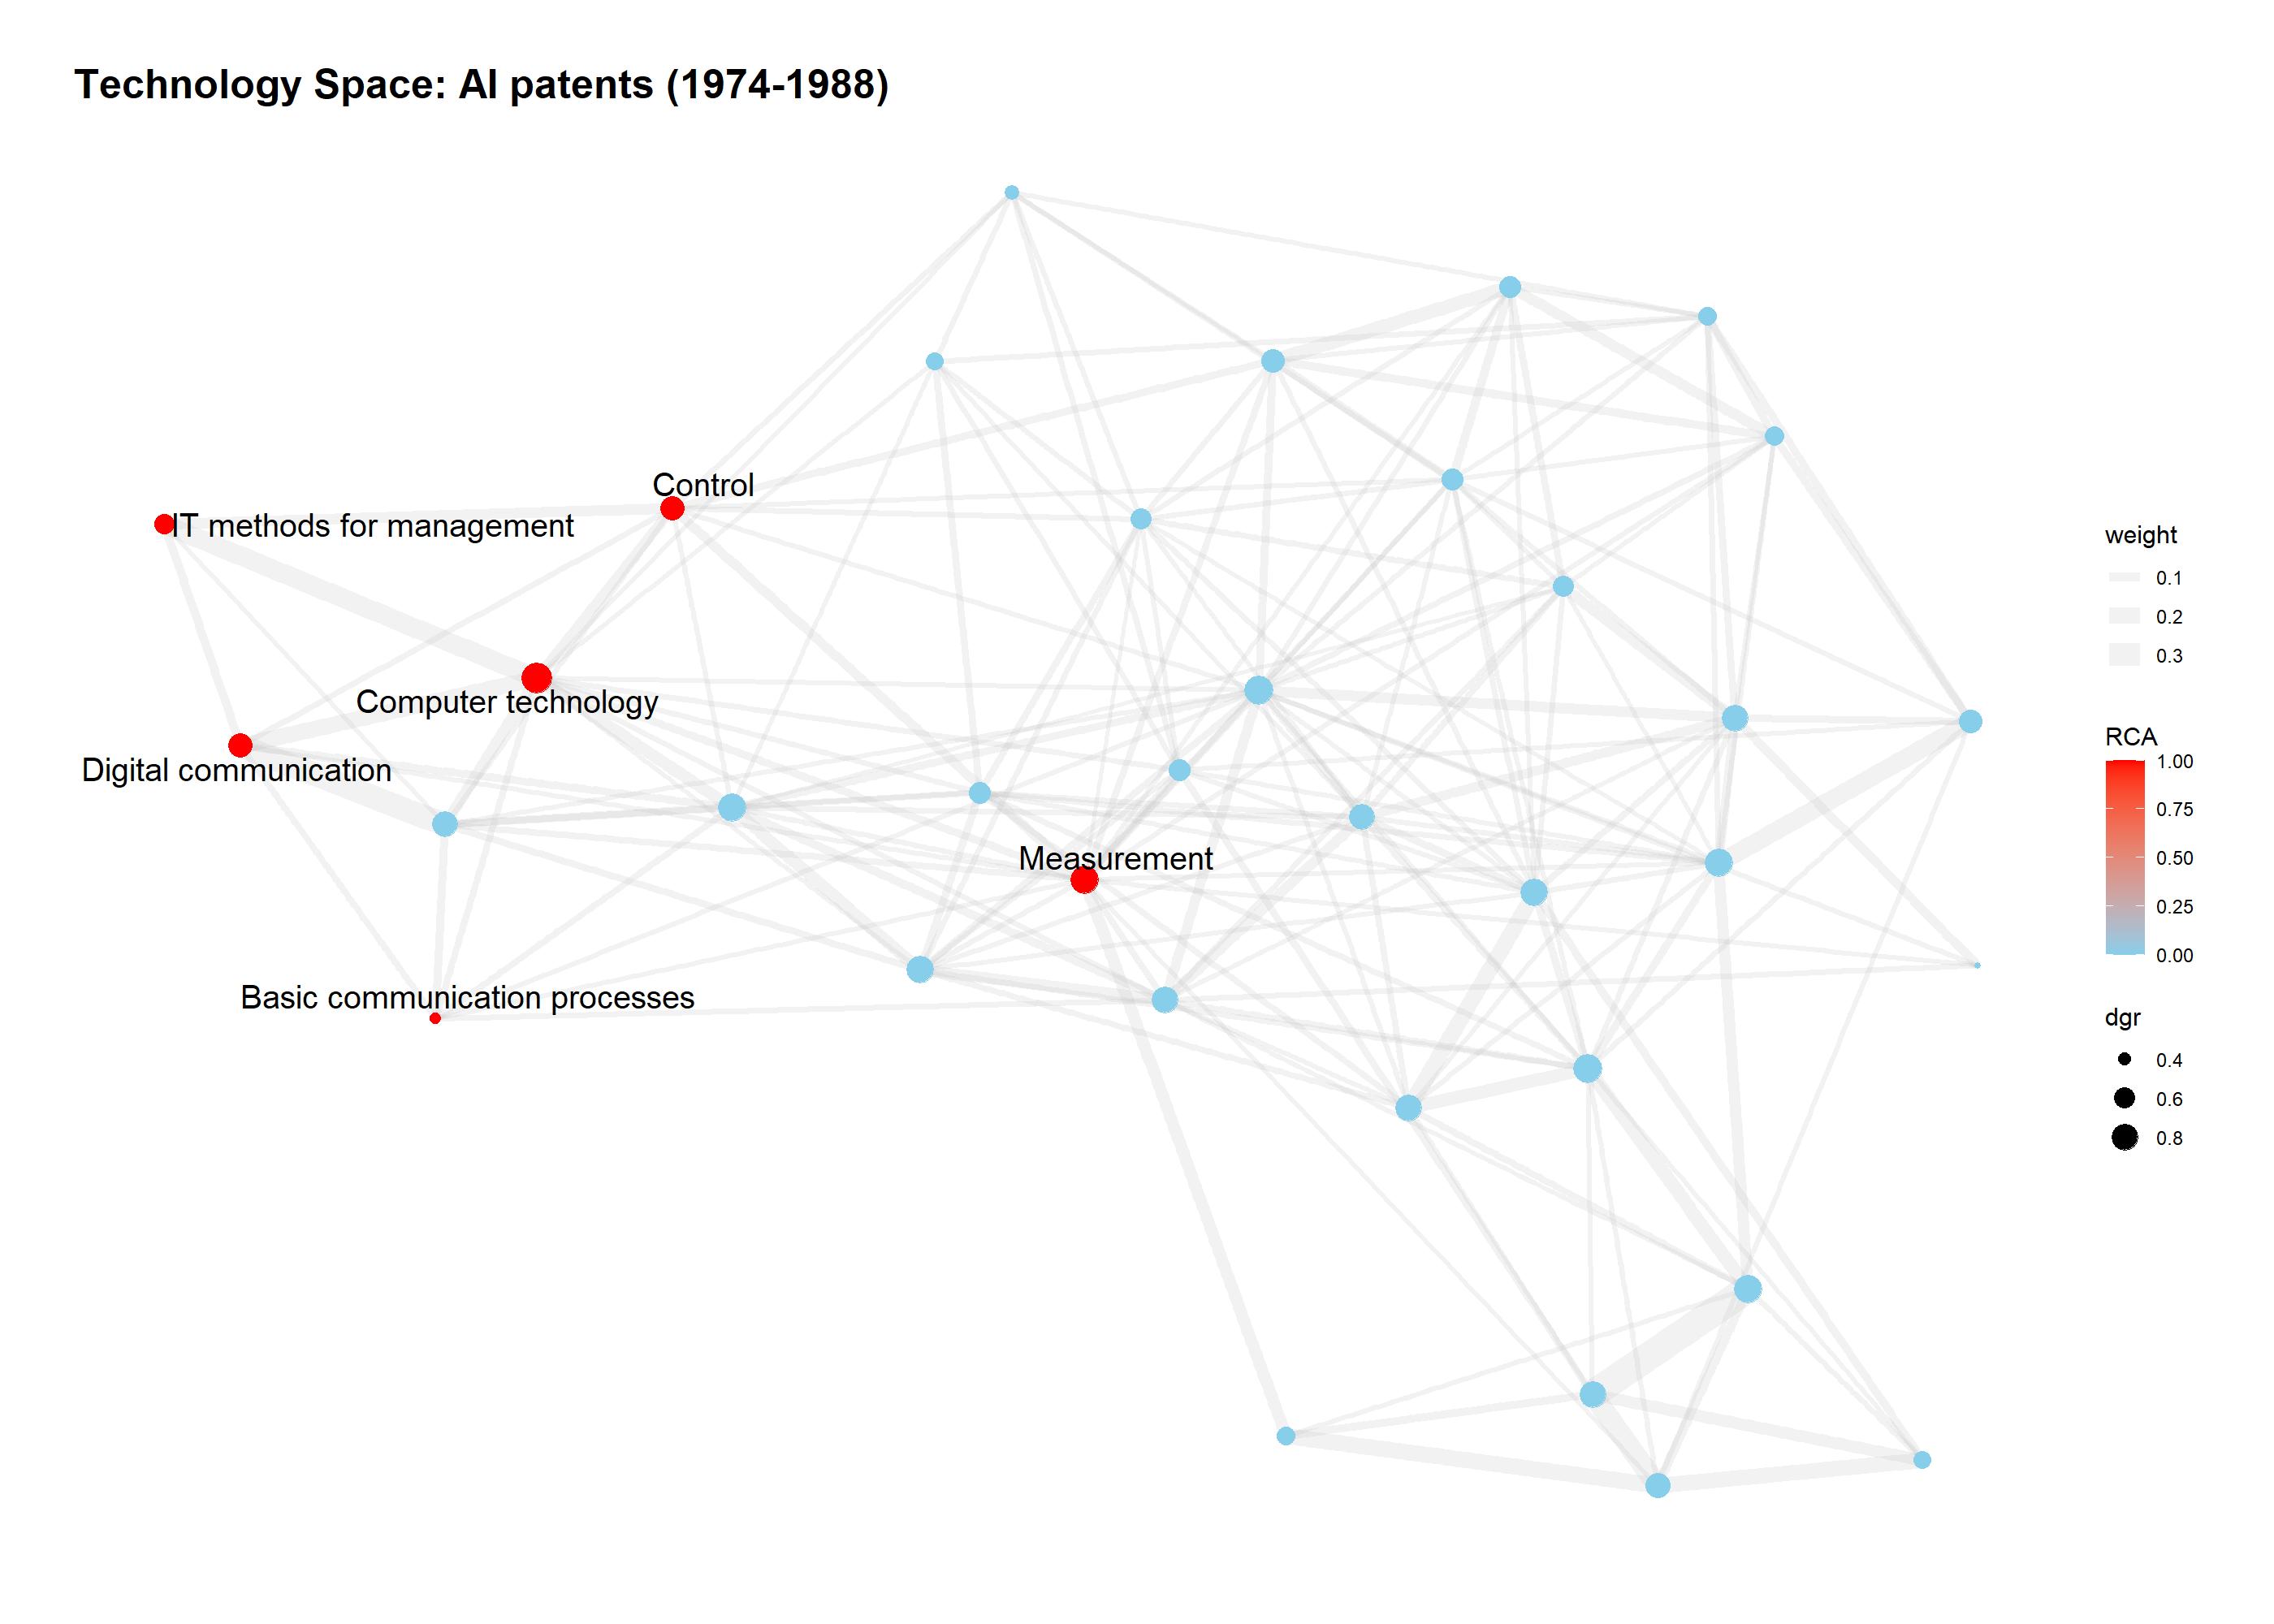 Technology Space: AI patents (1974-1988)
Control
IT methods for management
Computer technology
Digital communication
Measurement
Basic communication processes
weight
0.1
0.2
0.3
RCA
1.00
0.75
0.50
0.25
0.00
dgr
0.4
0.6
0.8